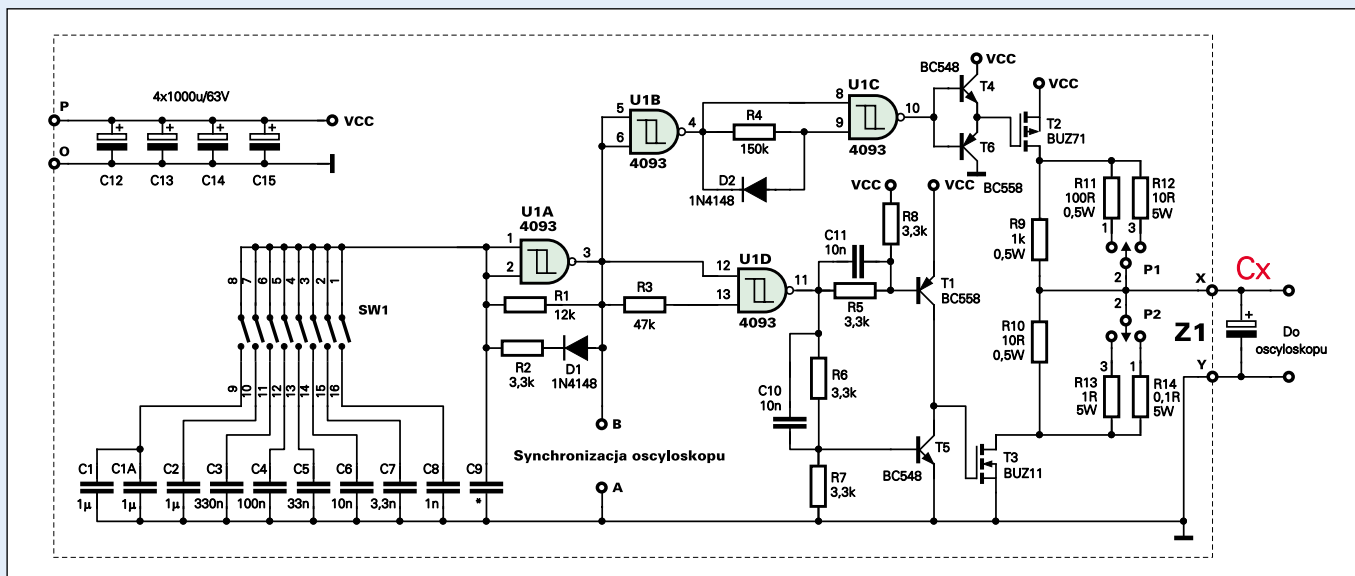 P
O
4x1000u/63V
VCC
+
+
+
+
C12
C13
C14
C15
8
7
6
5
4
3
2
1
SW1
9
10
11
12
13
14
15
16
C1
1µ
C1A
1µ
C2
1µ
C3
330n
C4
100n
C5
33n
C6
10n
C7
3,3n
C8
1n
C9
*
U1A
4093
1
2
3
R1
12k
R2
3,3k
D1
1N4148
B
Synchronizacja oscyloskopu
A
U1B
5
6
4
4093
R4
150k
D2
1N4148
U1C
8
9
10
4093
R3
47k
U1D
12
13
11
4093
BC548
VCC
T4
T6
BC558
VCC
T2
BUZ71
VCC
VCC
R8
3,3k
C11
10n
R5
3,3k
T1
BC558
C10
10n
R6
3,3k
R7
3,3k
T5
BC548
T3
BUZ11
R9
1k
0,5W
R10
10R
0,5W
R11
100R
0,5W
R12
10R
5W
1
3
2
P1
2
P2
3
1
R13
1R
5W
R14
0,1R
5W
X
Y
Z1
Cx
+
Do
oscyloskopu